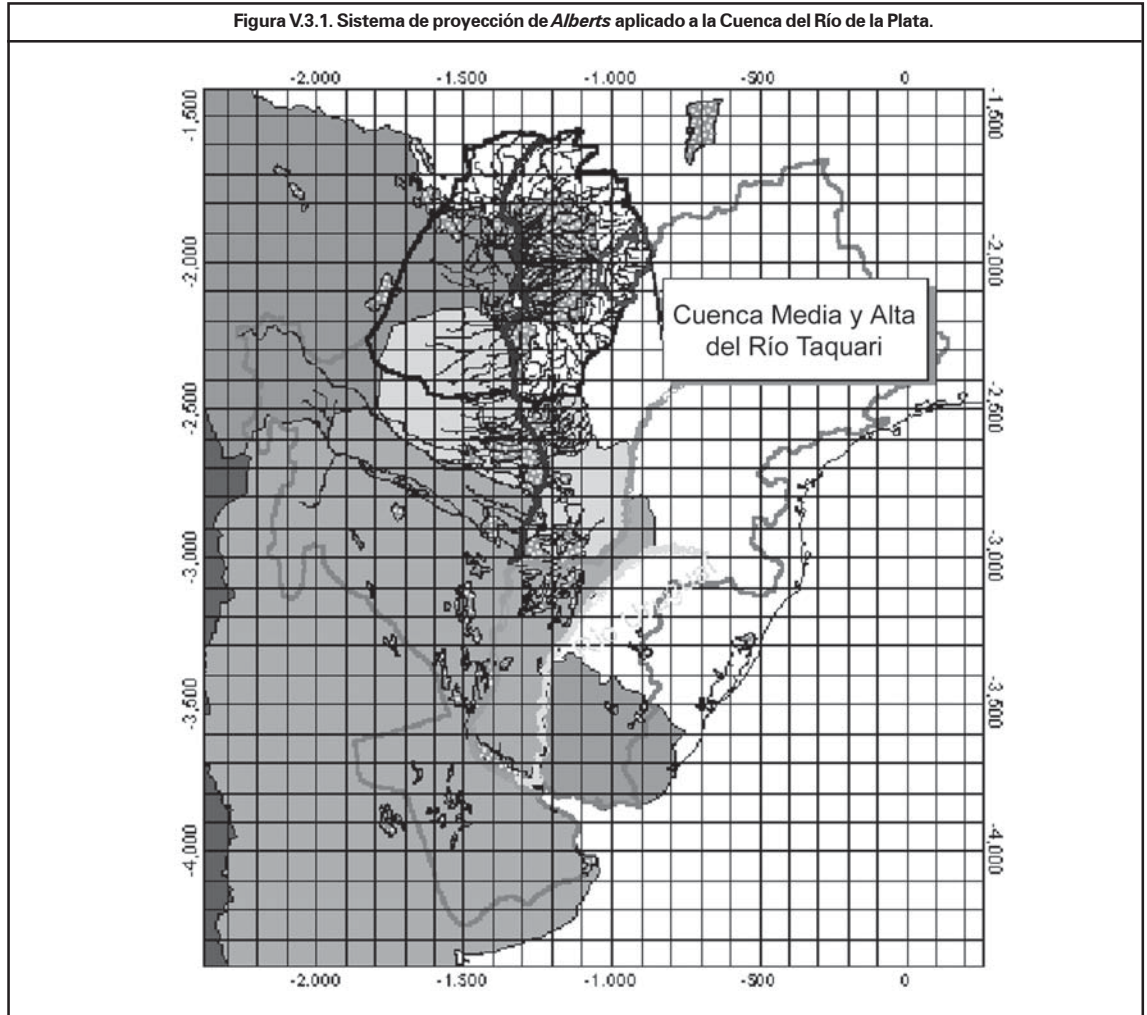 Figura V.3.1. Sistema de proyección de Alberts aplicado a la Cuenca del Río de la Plata.
-2.000 -1.500 -1.000 -500 0
-1,500 -1,500
-2,000 -2,000
Cuenca Media y Alta
del Río Taquari
-2,500 -2,500
-3,000 -3,000
Río Uruguai
-3,500 -3,500
-4,000 -4,000
-2.000 -1.500 -1.000 -500 0